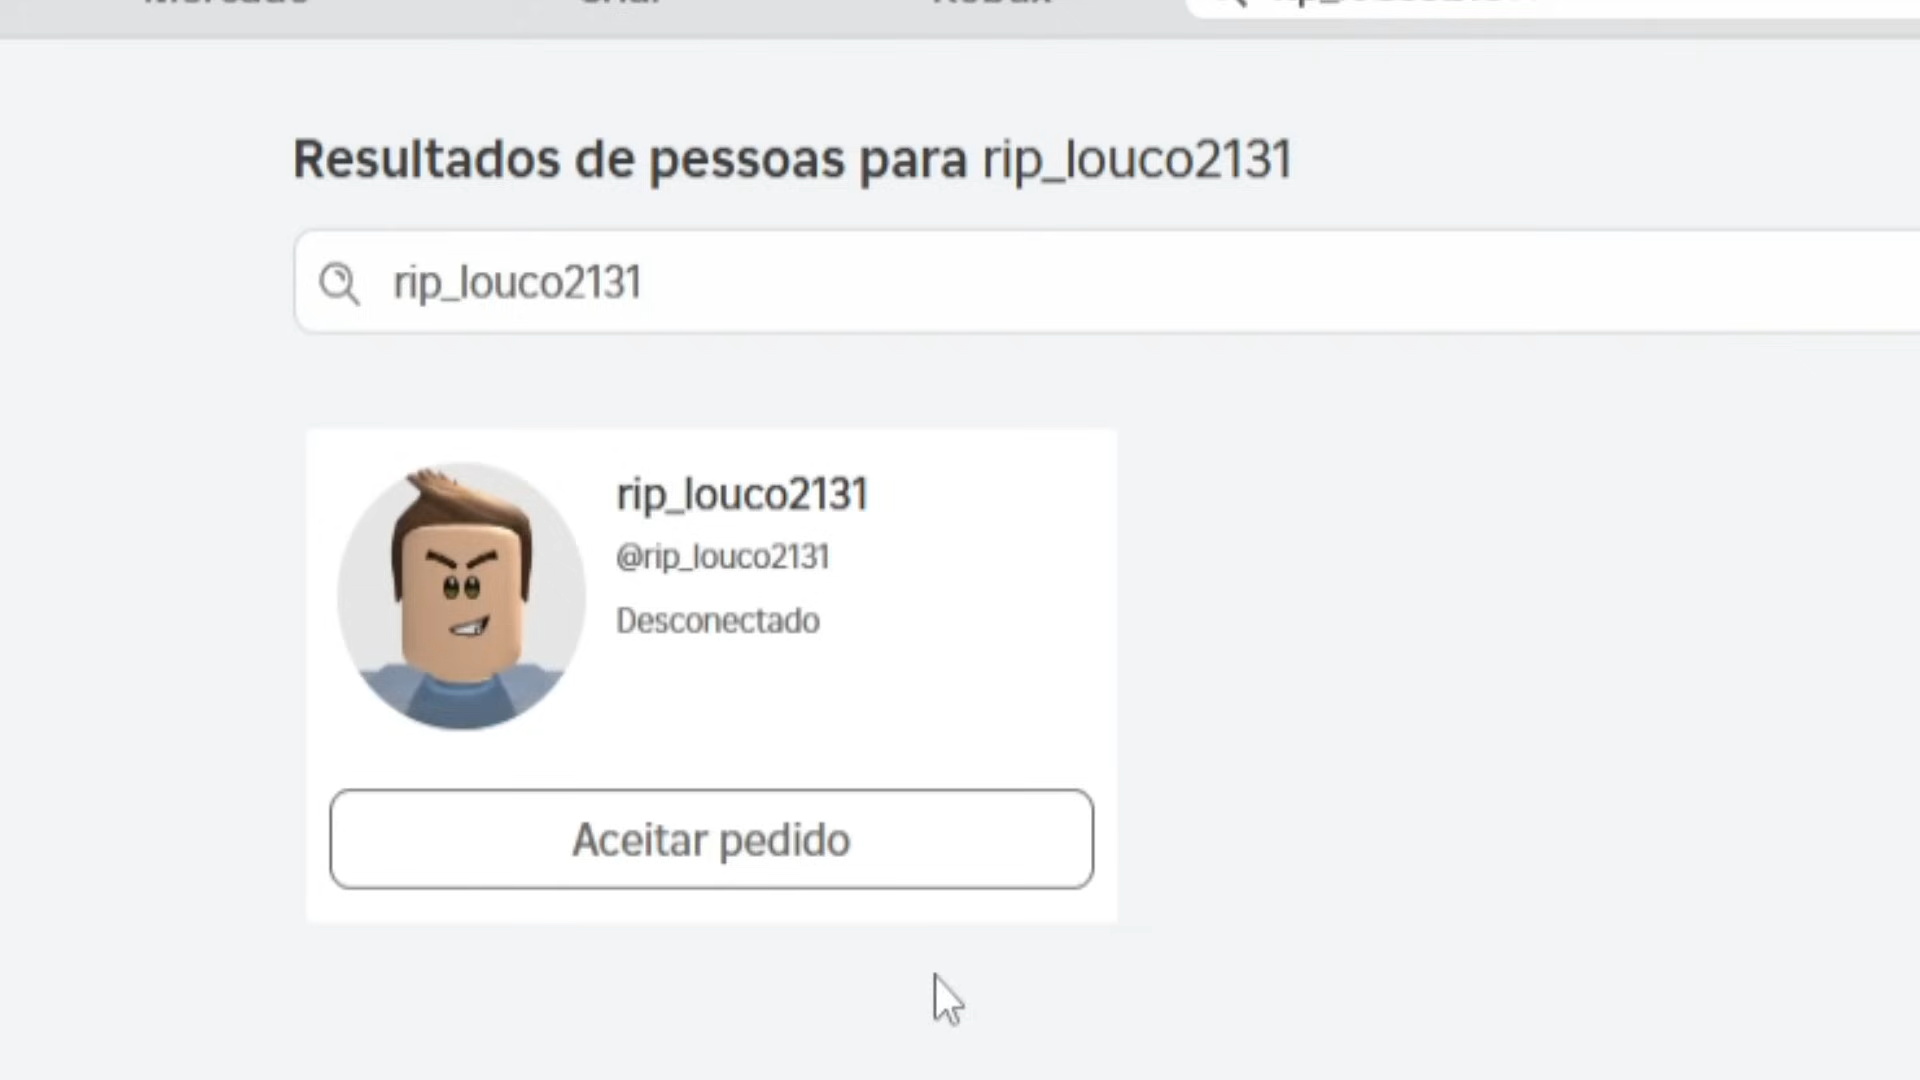 Resultados de pessoas para rip_louco2131
rip_louco2131
rip_louco2131
@rip_louco2131
Desconectado
Aceitar pedido